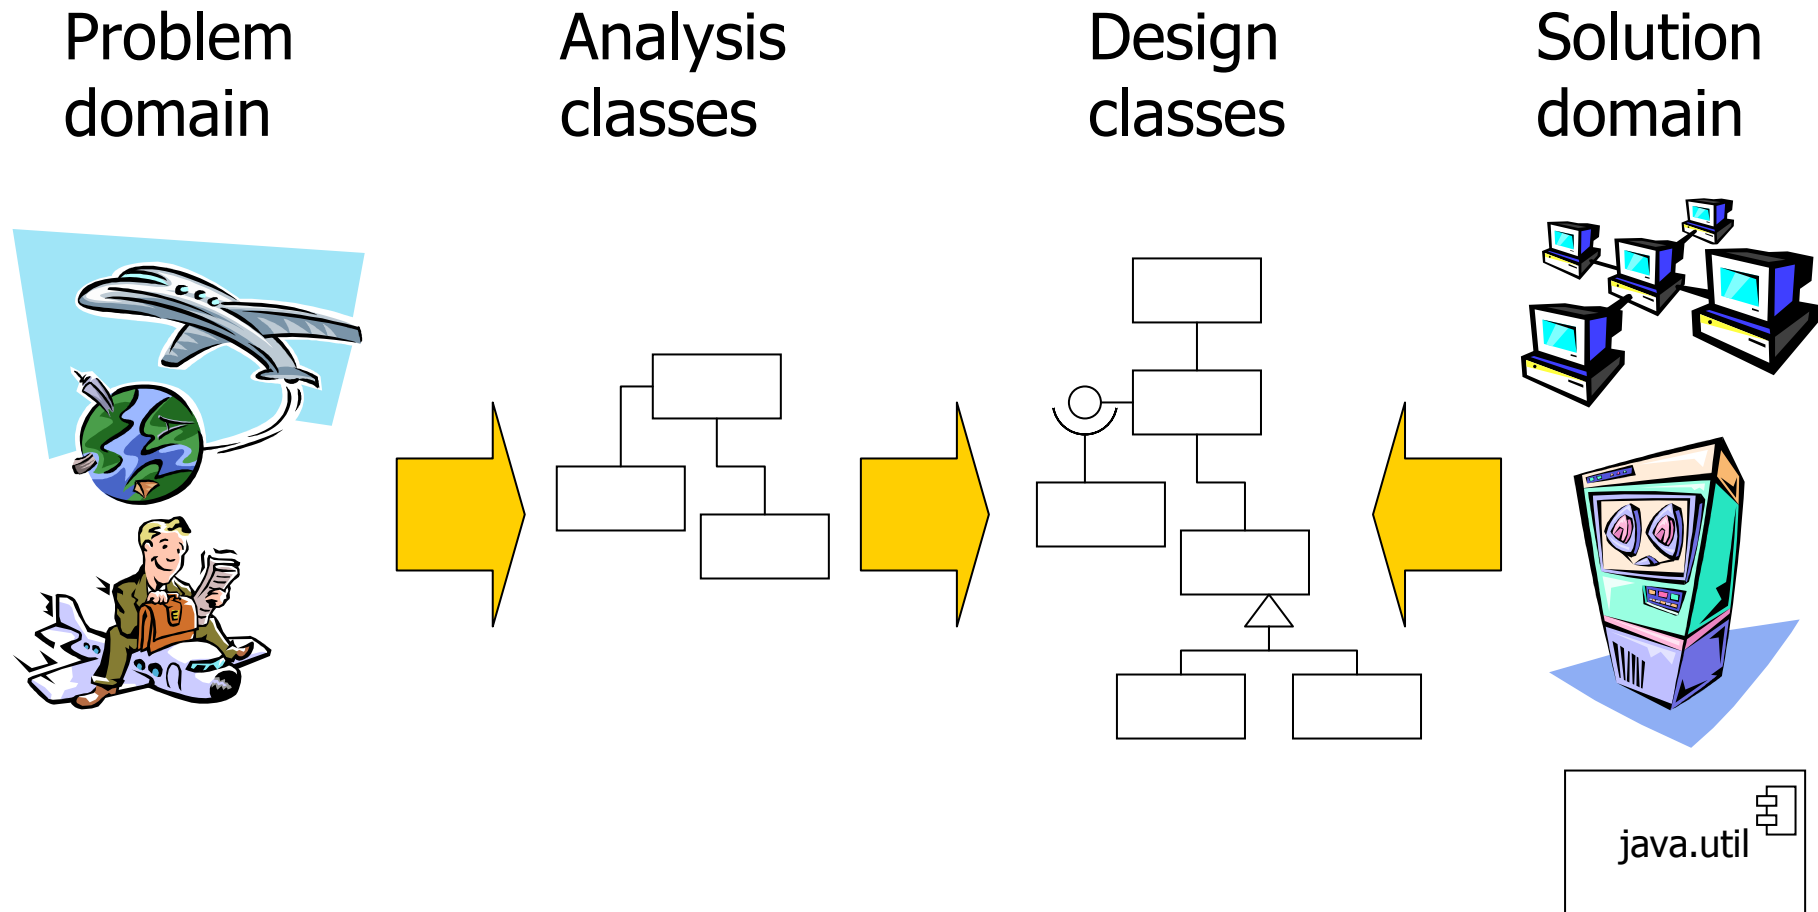 Problem
domain
Analysis
classes
Design
classes
Solution
domain
java.util